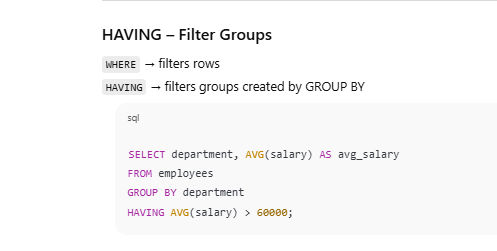 HAVING – Filter Groups
WHERE → filters rows
HAVING → filters groups created by GROUP BY
sql
SELECT department, AVG(salary) AS avg_salary
FROM employees
GROUP BY department
HAVING AVG(salary) > 60000;